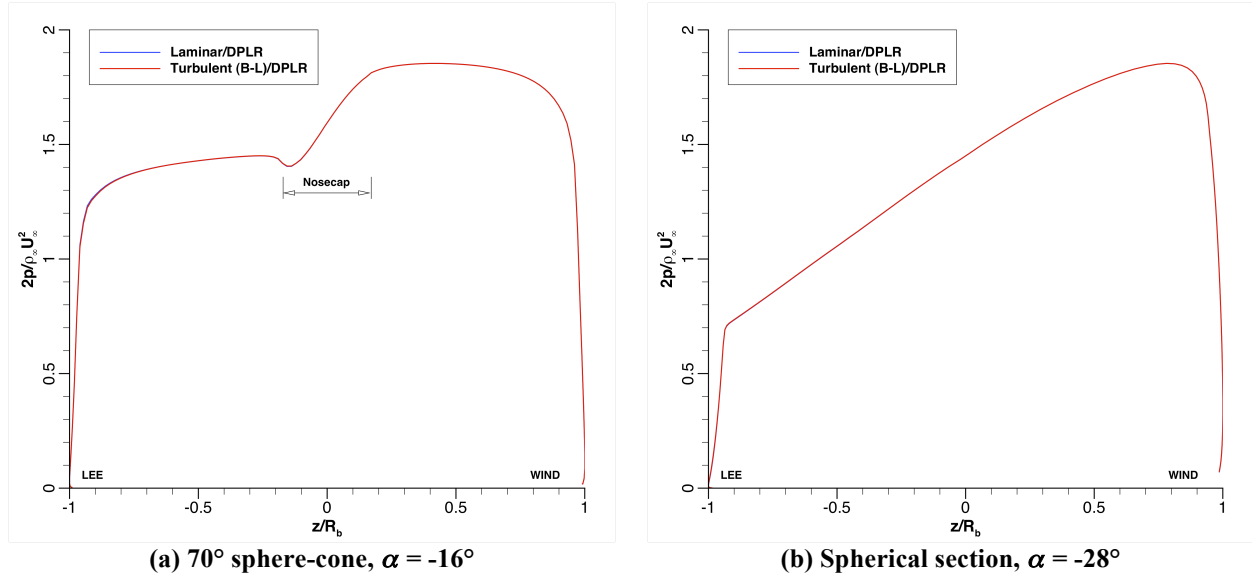 2
1.5
1
0.5
0
2p/ρ∞U²∞
Laminar/DPLR
Turbulent (B-L)/DPLR
Nosecap
LEE
WIND
-1
-0.5
0
0.5
1
z/R_b
(a) 70° sphere-cone, α = -16°
2
1.5
1
0.5
0
2p/ρ∞U²∞
Laminar/DPLR
Turbulent (B-L)/DPLR
LEE
WIND
-1
-0.5
0
0.5
1
z/R_b
(b) Spherical section, α = -28°